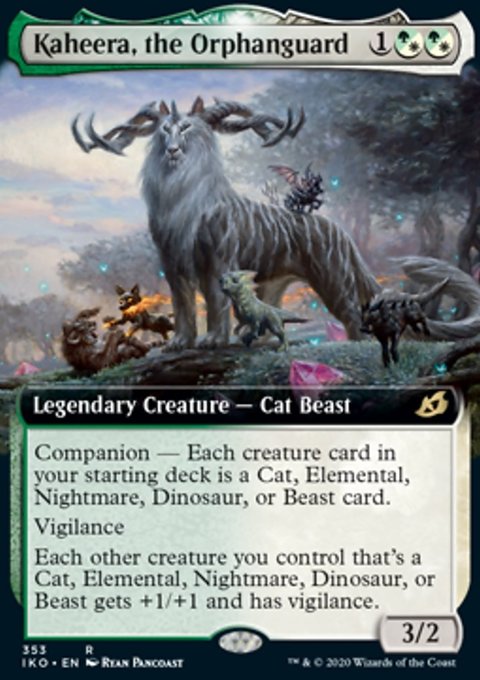 Kaheera, the Orphanguard 1
Legendary Creature — Cat Beast
Companion — Each creature card in
your starting deck is a Cat, Elemental,
Nightmare, Dinosaur, or Beast card.
Vigilance
Each other creature you control that's a
Cat, Elemental, Nightmare, Dinosaur, or
Beast gets +1/+1 and has vigilance.
3/2
353 R
IKO • EN Ryan Pancoast
™ & © 2020 Wizards of the Coast